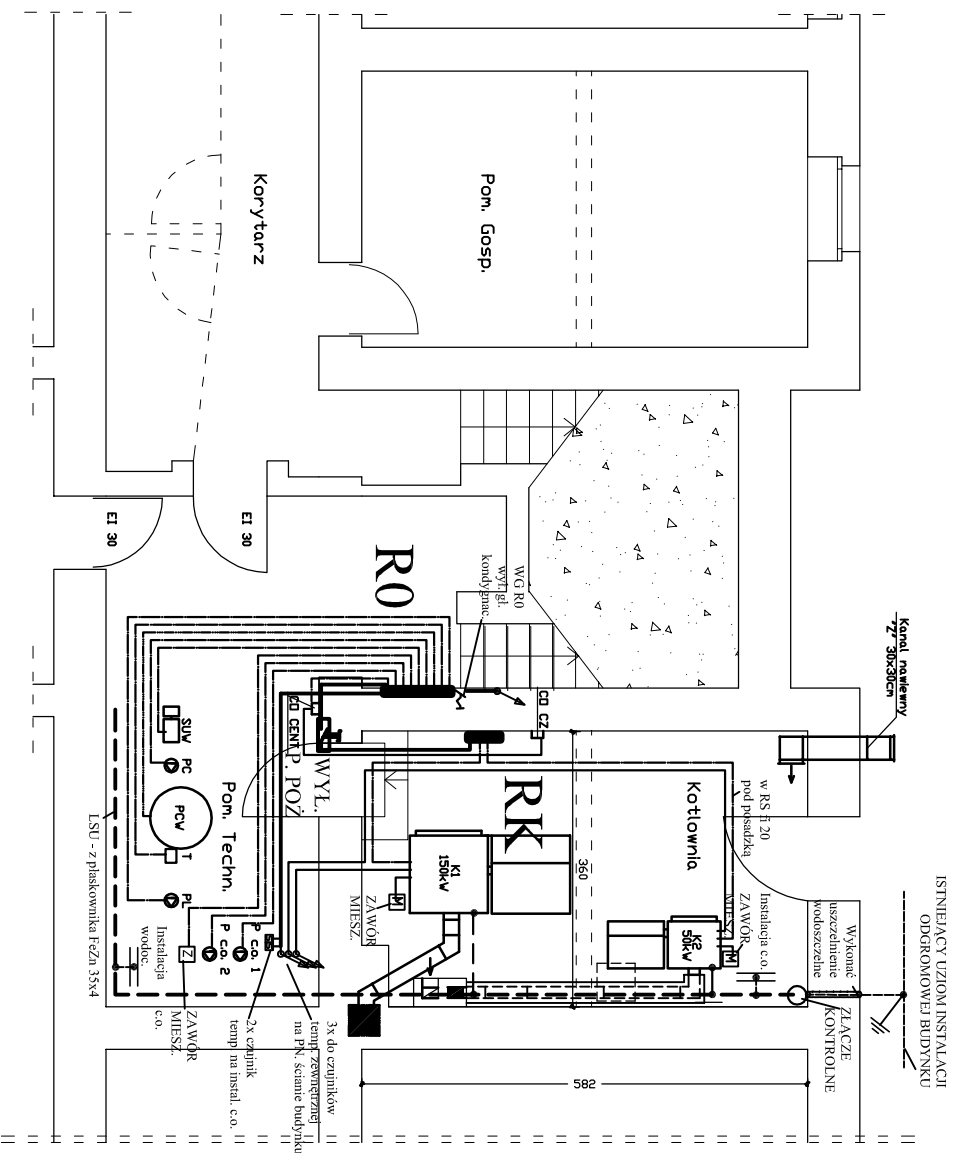 Korytarz
Pom. Gosp.
EI 30
EI 30
R0
WG R0
wył. gł.
kondygnac.
Kanał nawiewny
"Z" 30x30cm
CO CZ
CO CENT.
WYŁ.
P. POŻ
RK
Kotłownia
w RS fi 20
pod posadzką
SUW
PC
PCW
T
PL
Pom. Techn.
LSU - z płaskownika FeZn 35x4
K1
150kW
M
ZAWÓR
MIESZ.
360
K2
50kW
M
ZAWÓR
MIESZ.
Instalacja c.o.
Wykonać
uszczelnienie
wodoszczelne
ISTNIEJĄCY UZIOM INSTALACJI
ODGROMOWEJ BUDYNKU
ZŁĄCZE
KONTROLNE
Instalacja
wodoc.
Z
P c.o. 2
P c.o. 1
c.o.
ZAWÓR
MIESZ.
2x czujnik
temp na instal. c.o.
3x do czujników
temp. zewnętrznej
na PN. ścianie budynku
582